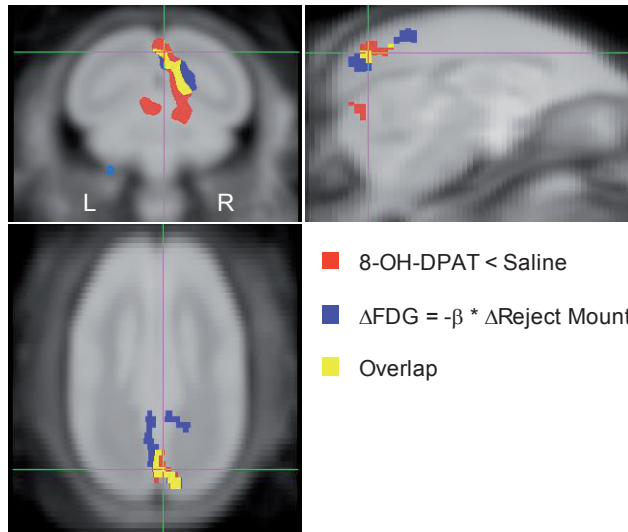 L R
8-OH-DPAT < Saline
ΔFDG = -β * ΔReject Mount
Overlap